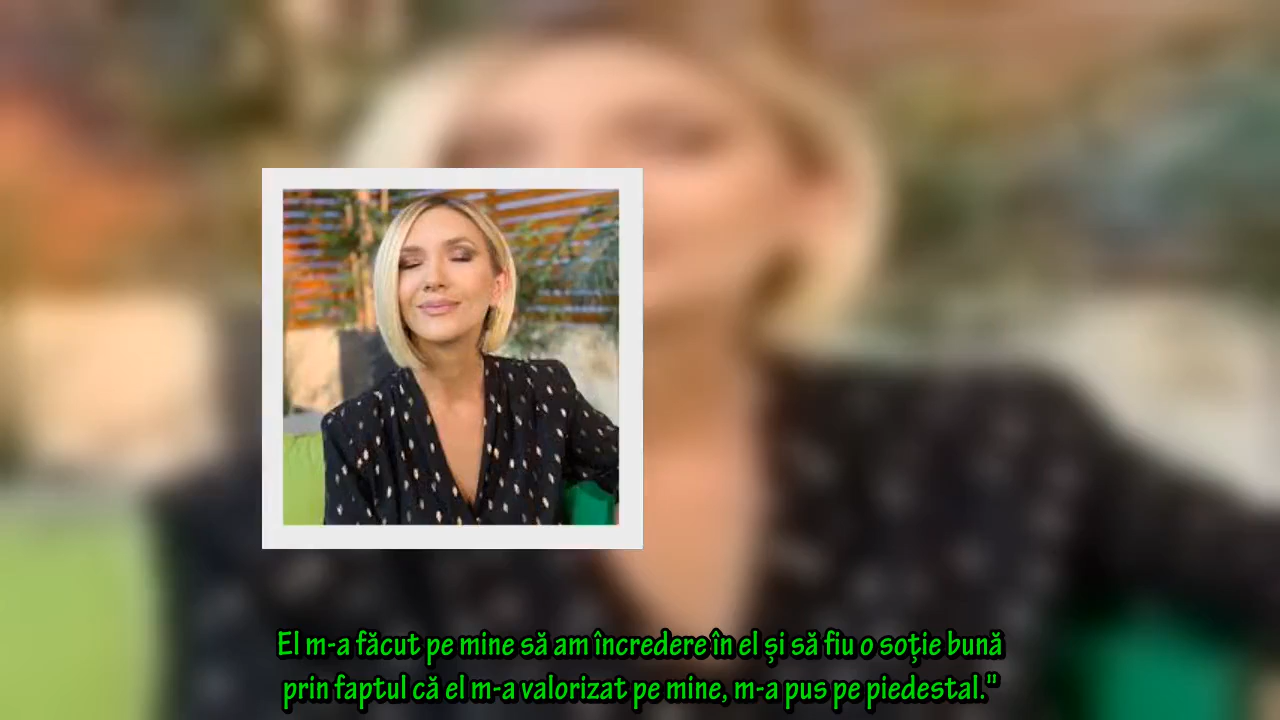 El m-a făcut pe mine să am încredere în el și să fiu o soție bună
prin faptul că el m-a valorizat pe mine, m-a pus pe piedestal."